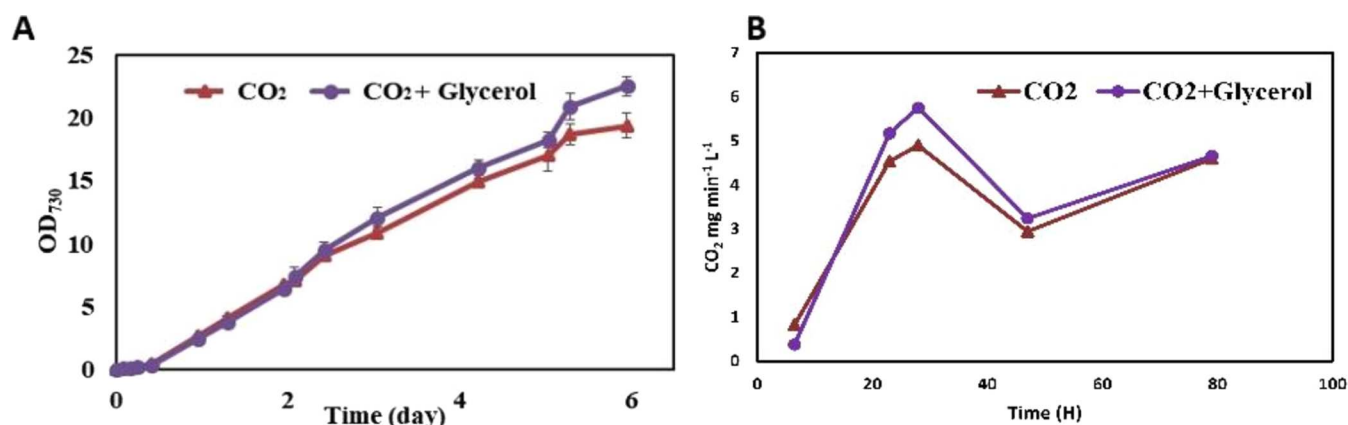 A
25
20
15
10
5
0
OD₇₃₀
CO₂
CO₂ + Glycerol
0
2
4
6
Time (day)
B
7
6
5
4
3
2
1
0
CO₂ mg min⁻¹ L⁻¹
CO2
CO2+Glycerol
0
20
40
60
80
100
Time (H)